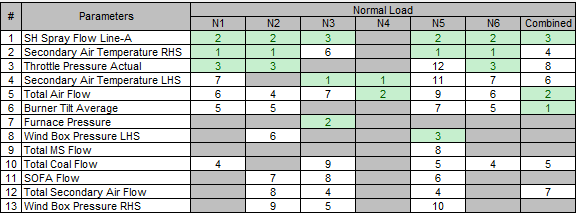 # Parameters Normal Load
N1 N2 N3 N4 N5 N6 Combined
1 SH Spray Flow Line-A 2 2 3 2 2 3
2 Secondary Air Temperature RHS 1 1 6 1 1 4
3 Throttle Pressure Actual 3 3 12 3 8
4 Secondary Air Temperature LHS 7 1 1 11 7 6
5 Total Air Flow 6 4 7 2 9 6 2
6 Burner Tilt Average 5 5 7 5 1
7 Furnace Pressure 2
8 Wind Box Pressure LHS 6 3
9 Total MS Flow 8
10 Total Coal Flow 4 9 5 4 5
11 SOFA Flow 7 8 6
12 Total Secondary Air Flow 8 4 4 7
13 Wind Box Pressure RHS 9 5 10